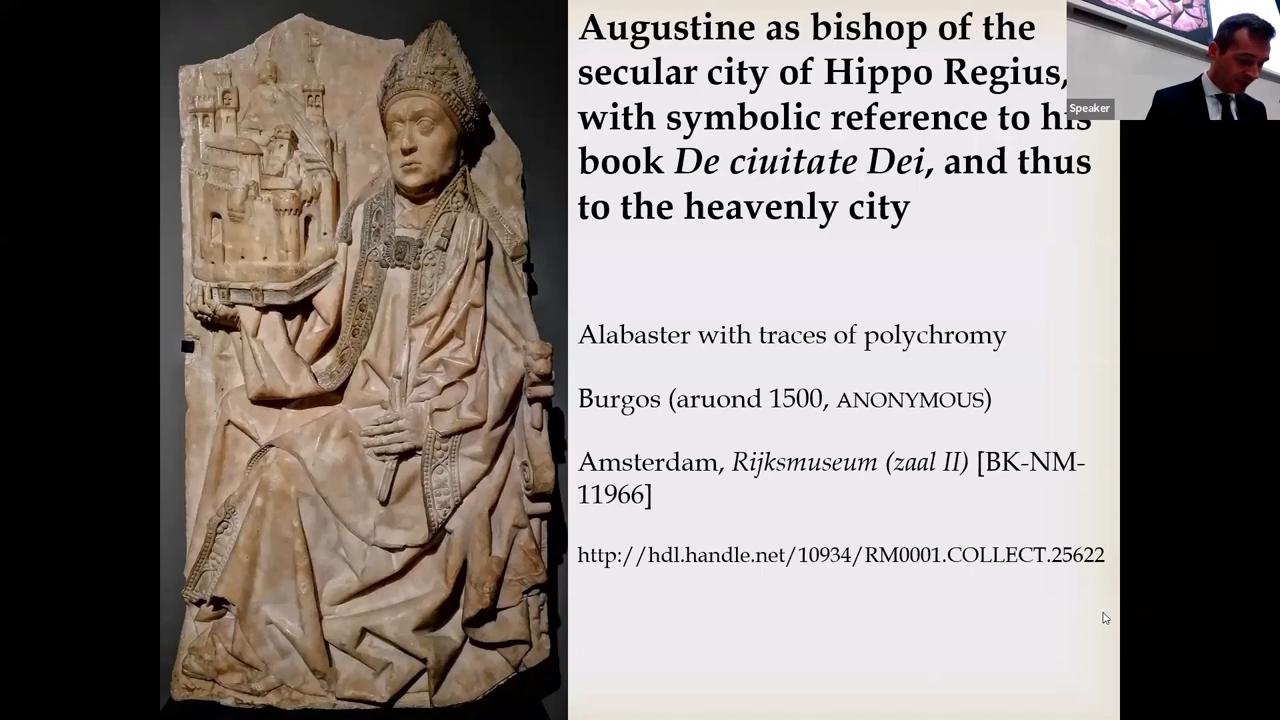 Augustine as bishop of the
secular city of Hippo Regius,
with symbolic reference to his
book De ciuitate Dei, and thus
to the heavenly city
Alabaster with traces of polychromy
Burgos (aruond 1500, ANONYMOUS)
Amsterdam, Rijksmuseum (zaal II) [BK-NM-
11966]
http://hdl.handle.net/10934/RM0001.COLLECT.25622
Speaker